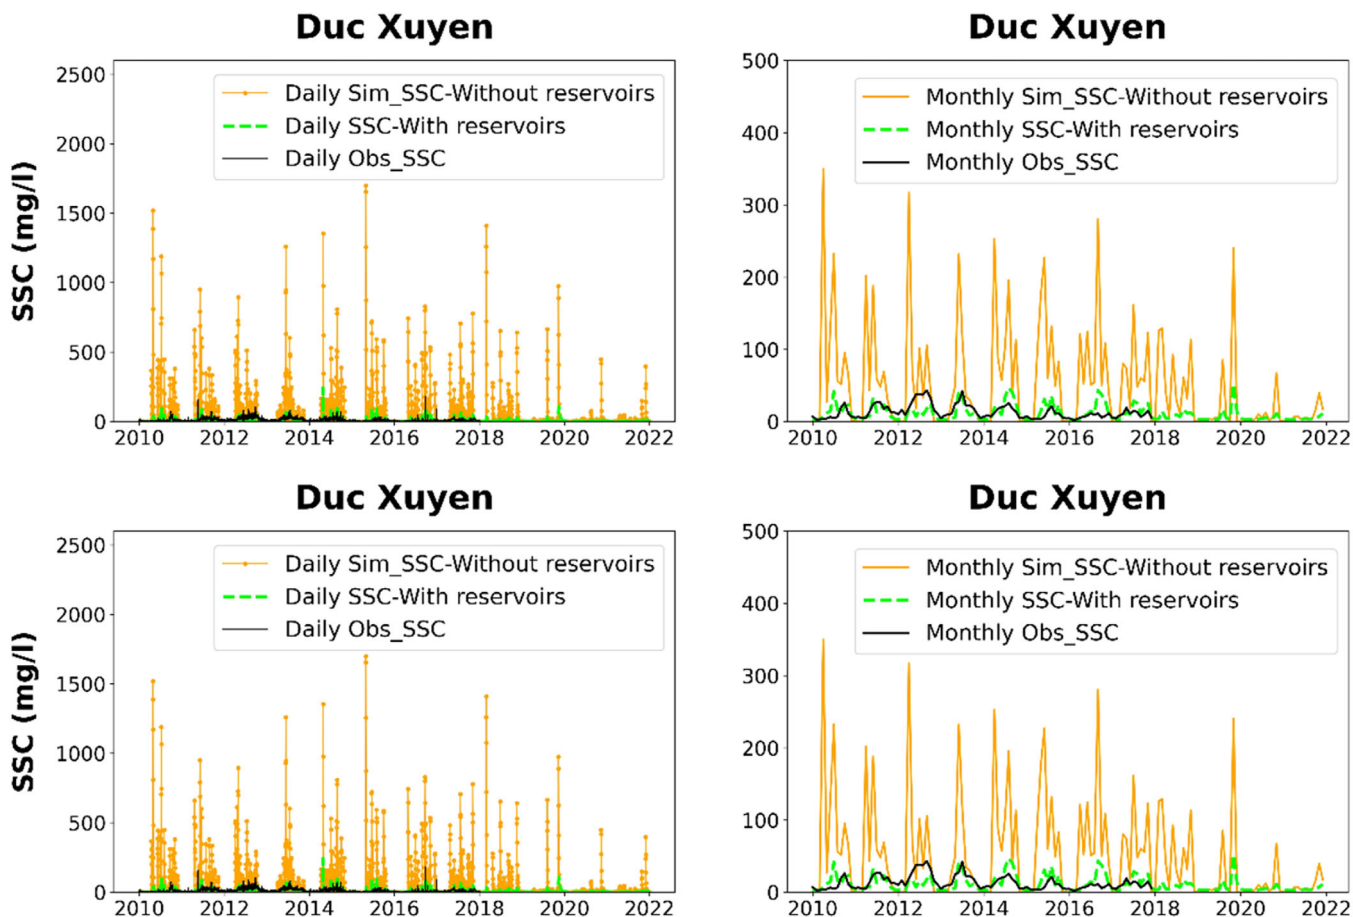 Duc Xuyen
Duc Xuyen
SSC (mg/l)
2500
2000
1500
1000
500
0
Daily Sim_SSC-Without reservoirs
Daily SSC-With reservoirs
Daily Obs_SSC
2010 2012 2014 2016 2018 2020 2022
500
400
300
200
100
0
Monthly Sim_SSC-Without reservoirs
Monthly SSC-With reservoirs
Monthly Obs_SSC
2010 2012 2014 2016 2018 2020 2022
Duc Xuyen
Duc Xuyen
SSC (mg/l)
2500
2000
1500
1000
500
0
Daily Sim_SSC-Without reservoirs
Daily SSC-With reservoirs
Daily Obs_SSC
2010 2012 2014 2016 2018 2020 2022
500
400
300
200
100
0
Monthly Sim_SSC-Without reservoirs
Monthly SSC-With reservoirs
Monthly Obs_SSC
2010 2012 2014 2016 2018 2020 2022